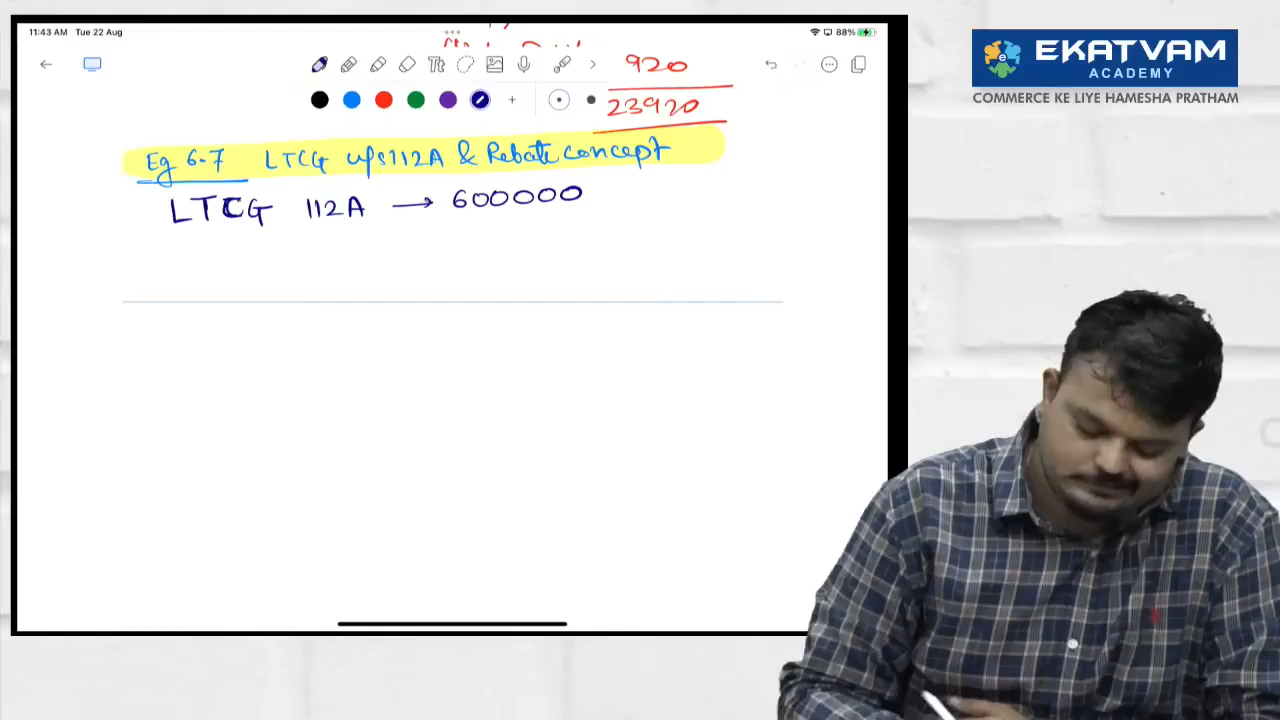 11:43 AM Tue 22 Aug
88%
Tt
920
23920
Eg 6.7 LTCG u/s 112A & Rebate concept
LTCG 112A → 600000
EKATVAM
ACADEMY
COMMERCE KE LIYE HAMESHA PRATHAM